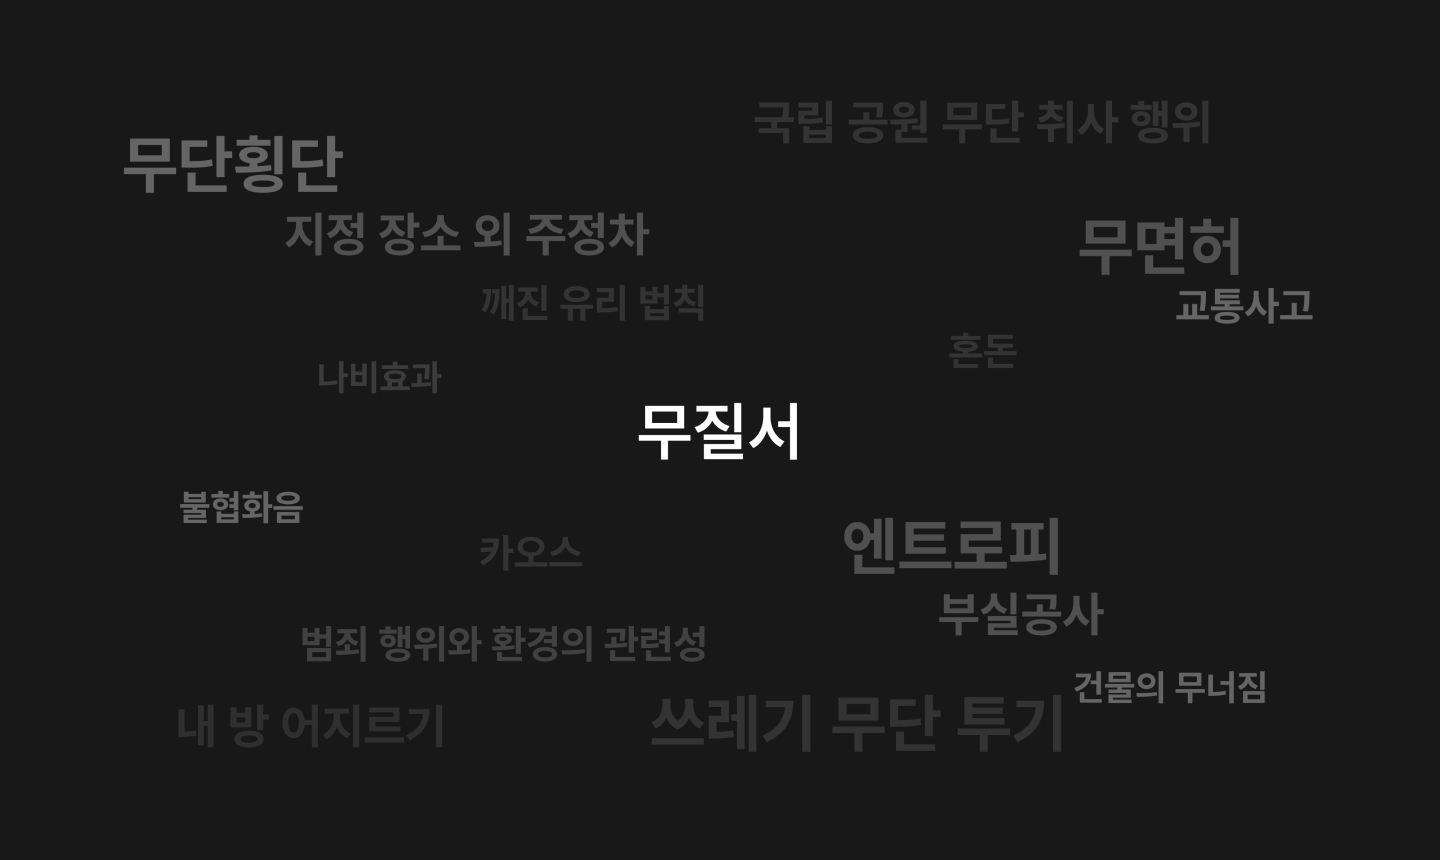 국립 공원 무단 취사 행위
무단횡단
지정 장소 외 주정차
무면허
깨진 유리 법칙
교통사고
혼돈
나비효과
무질서
불협화음
카오스
엔트로피
부실공사
범죄 행위와 환경의 관련성
건물의 무너짐
내 방 어지르기
쓰레기 무단 투기